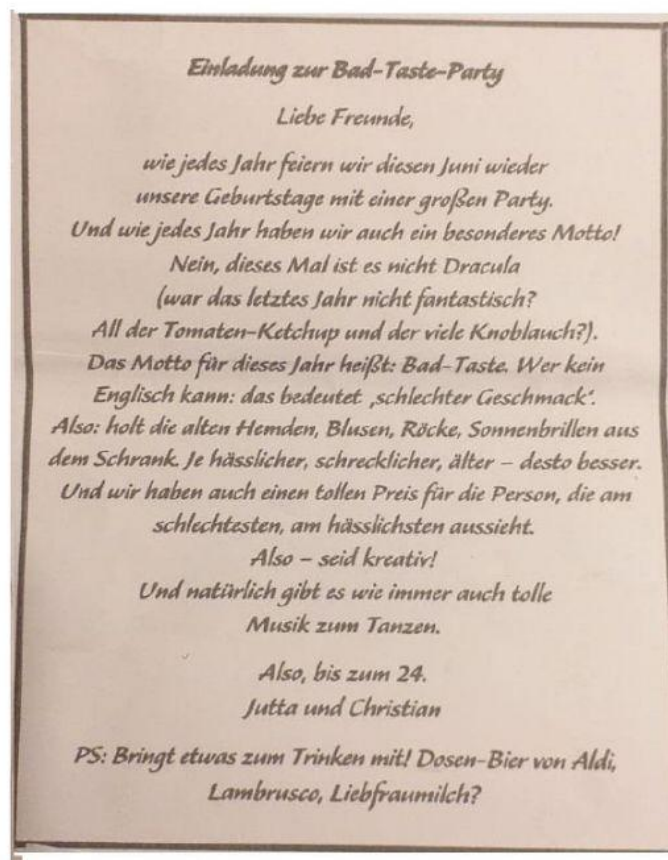 Einladung zur Bad-Taste-Party
Liebe Freunde,
wie jedes Jahr feiern wir diesen Juni wieder
unsere Geburtstage mit einer großen Party.
Und wie jedes Jahr haben wir auch ein besonderes Motto!
Nein, dieses Mal ist es nicht Dracula
(war das letztes Jahr nicht fantastisch?
All der Tomaten-Ketchup und der viele Knoblauch?).
Das Motto für dieses Jahr heißt: Bad-Taste. Wer kein
Englisch kann: das bedeutet ‚schlechter Geschmack‘.
Also: holt die alten Hemden, Blusen, Röcke, Sonnenbrillen aus
dem Schrank. Je hässlicher, schrecklicher, älter – desto besser.
Und wir haben auch einen tollen Preis für die Person, die am
schlechtesten, am hässlichsten aussieht.
Also – seid kreativ!
Und natürlich gibt es wie immer auch tolle
Musik zum Tanzen.
Also, bis zum 24.
Jutta und Christian
PS: Bringt etwas zum Trinken mit! Dosen-Bier von Aldi,
Lambrusco, Liebfraumilch?